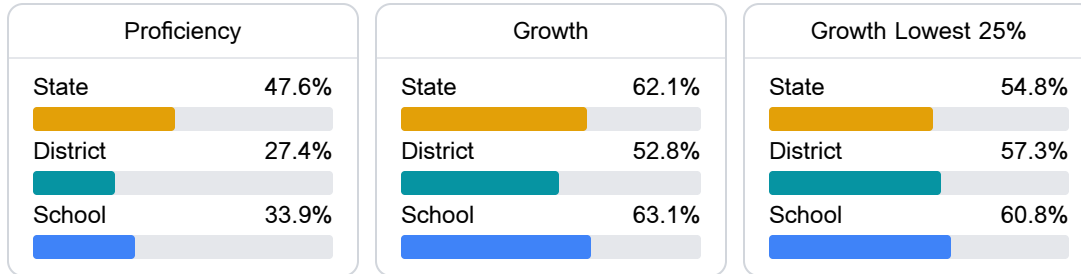 Proficiency
State 47.6%
District 27.4%
School 33.9%
Growth
State 62.1%
District 52.8%
School 63.1%
Growth Lowest 25%
State 54.8%
District 57.3%
School 60.8%